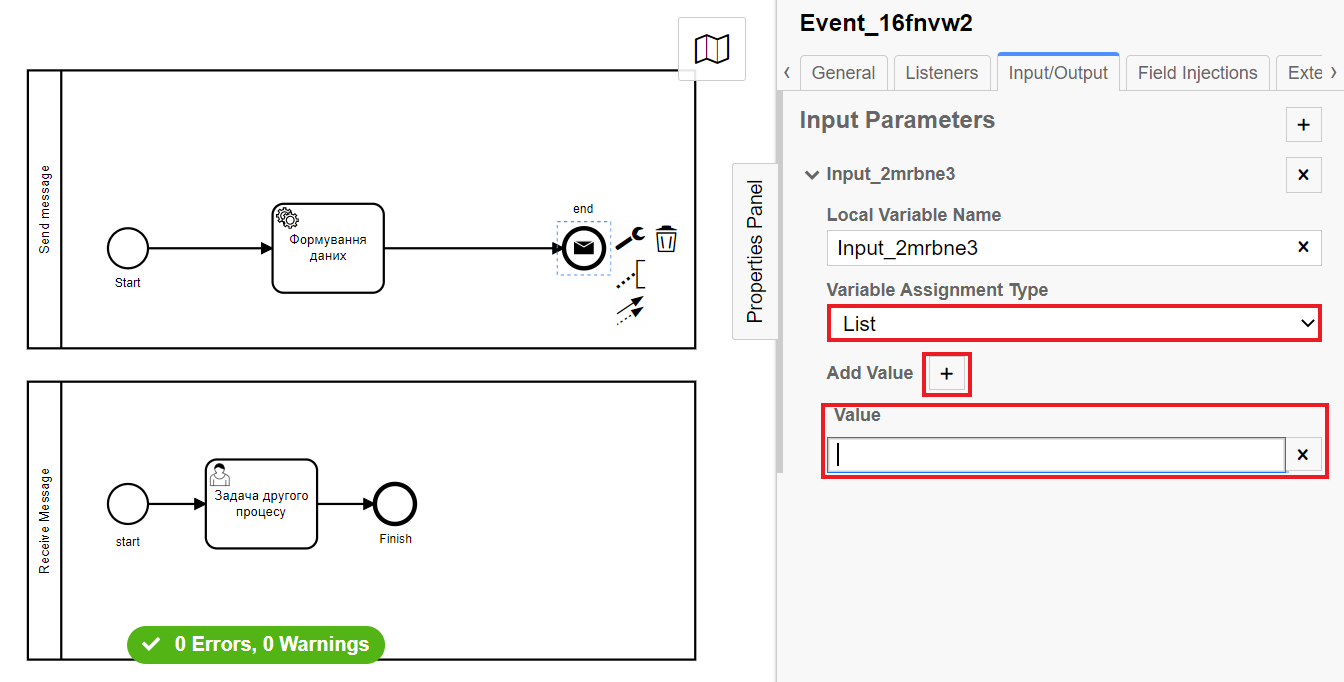 Send message
Start
Формування
даних
end
Receive Message
start
Задача другого
процесу
Finish
0 Errors, 0 Warnings
Properties Panel
Event_16fnvw2
General
Listeners
Input/Output
Field Injections
Exte
Input Parameters
Input_2mrbne3
Local Variable Name
Input_2mrbne3
Variable Assignment Type
List
Add Value
Value